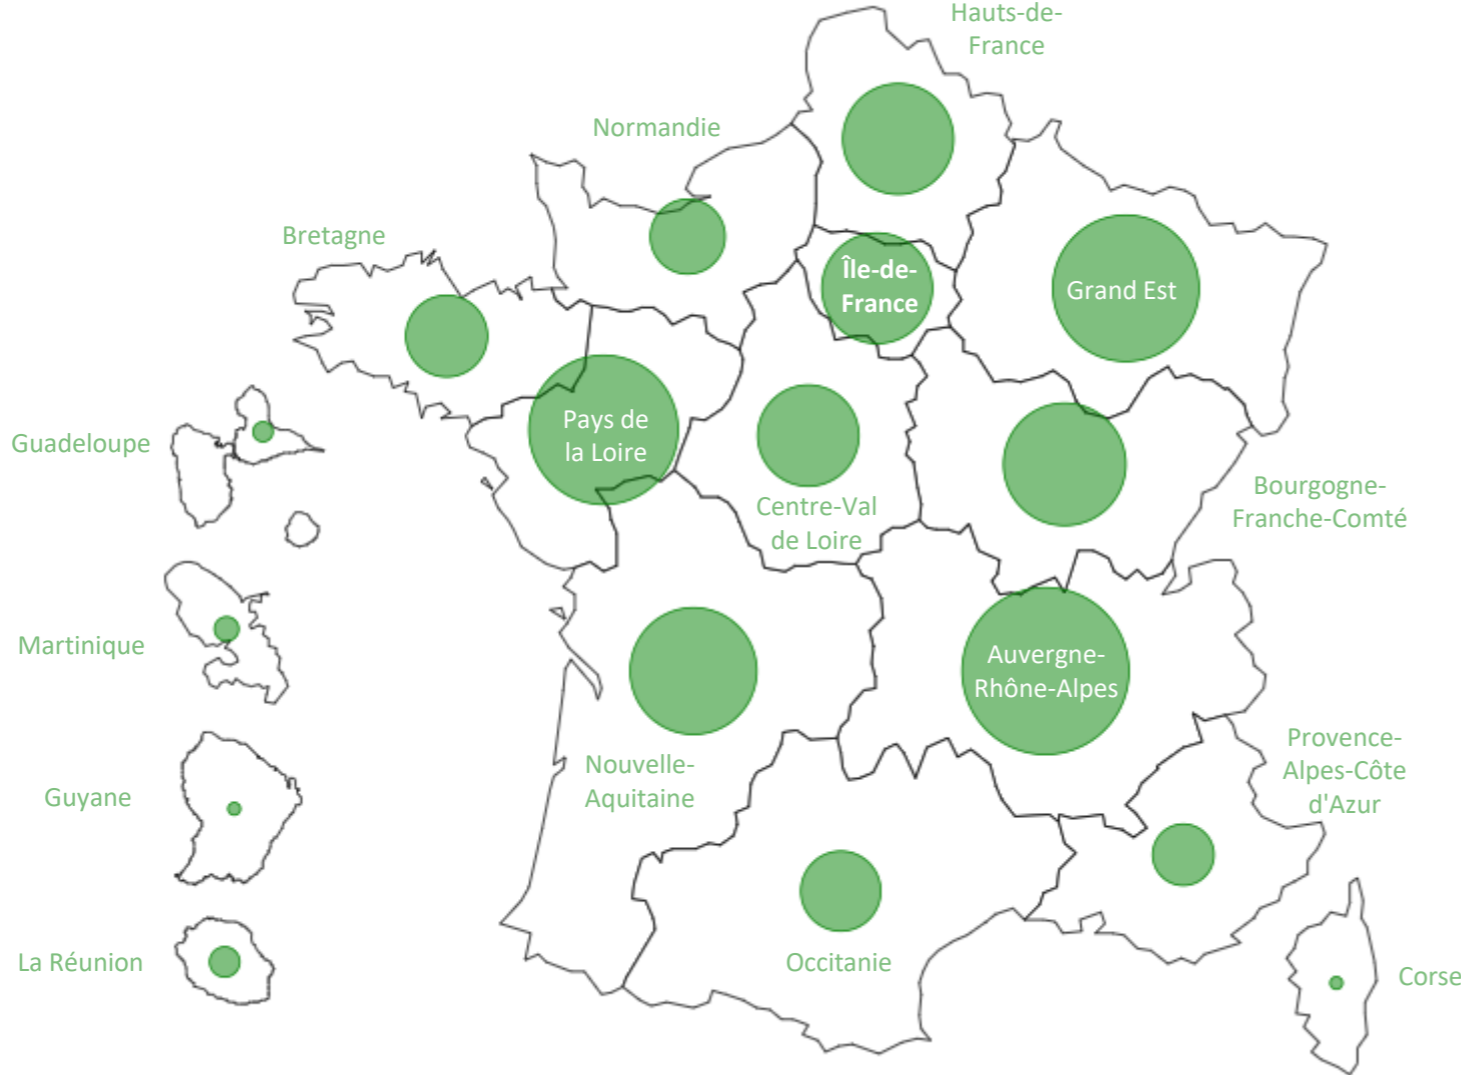 Hauts-de-
France
Normandie
Bretagne
Île-de-
France
Grand Est
Pays de
la Loire
Guadeloupe
Centre-Val
de Loire
Bourgogne-
Franche-Comté
Martinique
Auvergne-
Rhône-Alpes
Nouvelle-
Aquitaine
Provence-
Alpes-Côte
d'Azur
Guyane
La Réunion
Occitanie
Corse